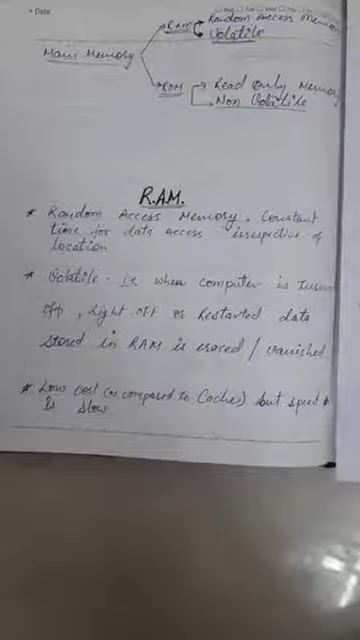 Date
RAM → Random Access Memory
Volatile
Main Memory
ROM → Read Only Memory
Non Volatile
R.A.M.
* Random Access Memory. Constant
time for data access irrespective of
location
* Volatile - ie when computer is
off, light off or Restarted data
stored in RAM is eraced / vanished
* Low cost (as compared to Cache) but speed
is slow